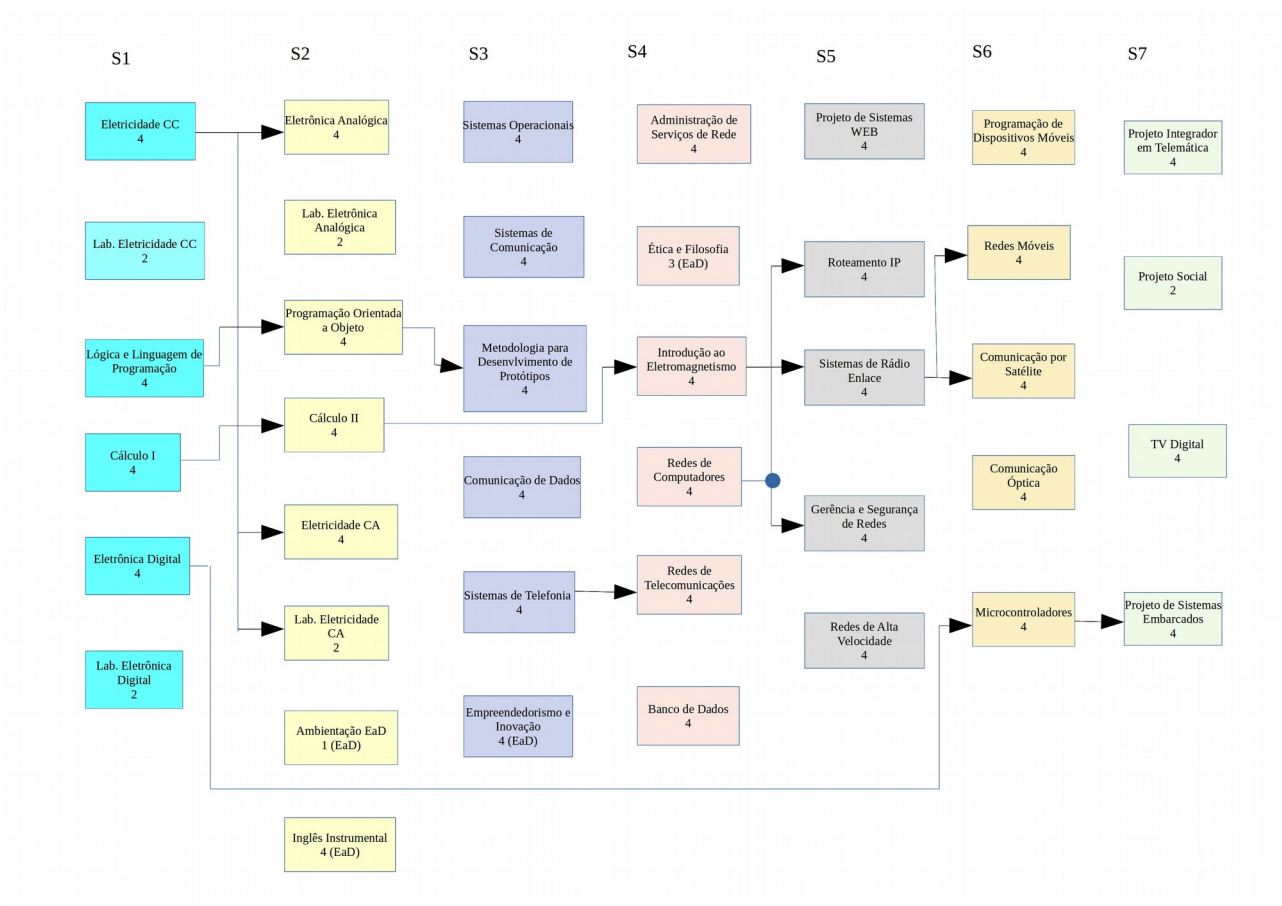 S1
Eletricidade CC
4
Lab. Eletricidade CC
2
Lógica e Linguagem de
Programação
4
Cálculo I
4
Eletrônica Digital
4
Lab. Eletrônica
Digital
2
S2
Eletrônica Analógica
4
Lab. Eletrônica
Analógica
2
Programação Orientada
a Objeto
4
Cálculo II
4
Eletricidade CA
4
Lab. Eletricidade
CA
2
Ambientação EaD
1 (EaD)
Inglês Instrumental
4 (EaD)
S3
Sistemas Operacionais
4
Sistemas de
Comunicação
4
Metodologia para
Desenvlvimento de
Protótipos
4
Comunicação de Dados
4
Sistemas de Telefonia
4
Empreendedorismo e
Inovação
4 (EaD)
S4
Administração de
Serviços de Rede
4
Ética e Filosofia
3 (EaD)
Introdução ao
Eletromagnetismo
4
Redes de
Computadores
4
Redes de
Telecomunicações
4
Banco de Dados
4
S5
Projeto de Sistemas
WEB
4
Roteamento IP
4
Sistemas de Rádio
Enlace
4
Gerência e Segurança
de Redes
4
Redes de Alta
Velocidade
4
S6
Programação de
Dispositivos Móveis
4
Redes Móveis
4
Comunicação por
Satélite
4
Comunicação
Óptica
4
Microcontroladores
4
S7
Projeto Integrador
em Telemática
4
Projeto Social
2
TV Digital
4
Projeto de Sistemas
Embarcados
4